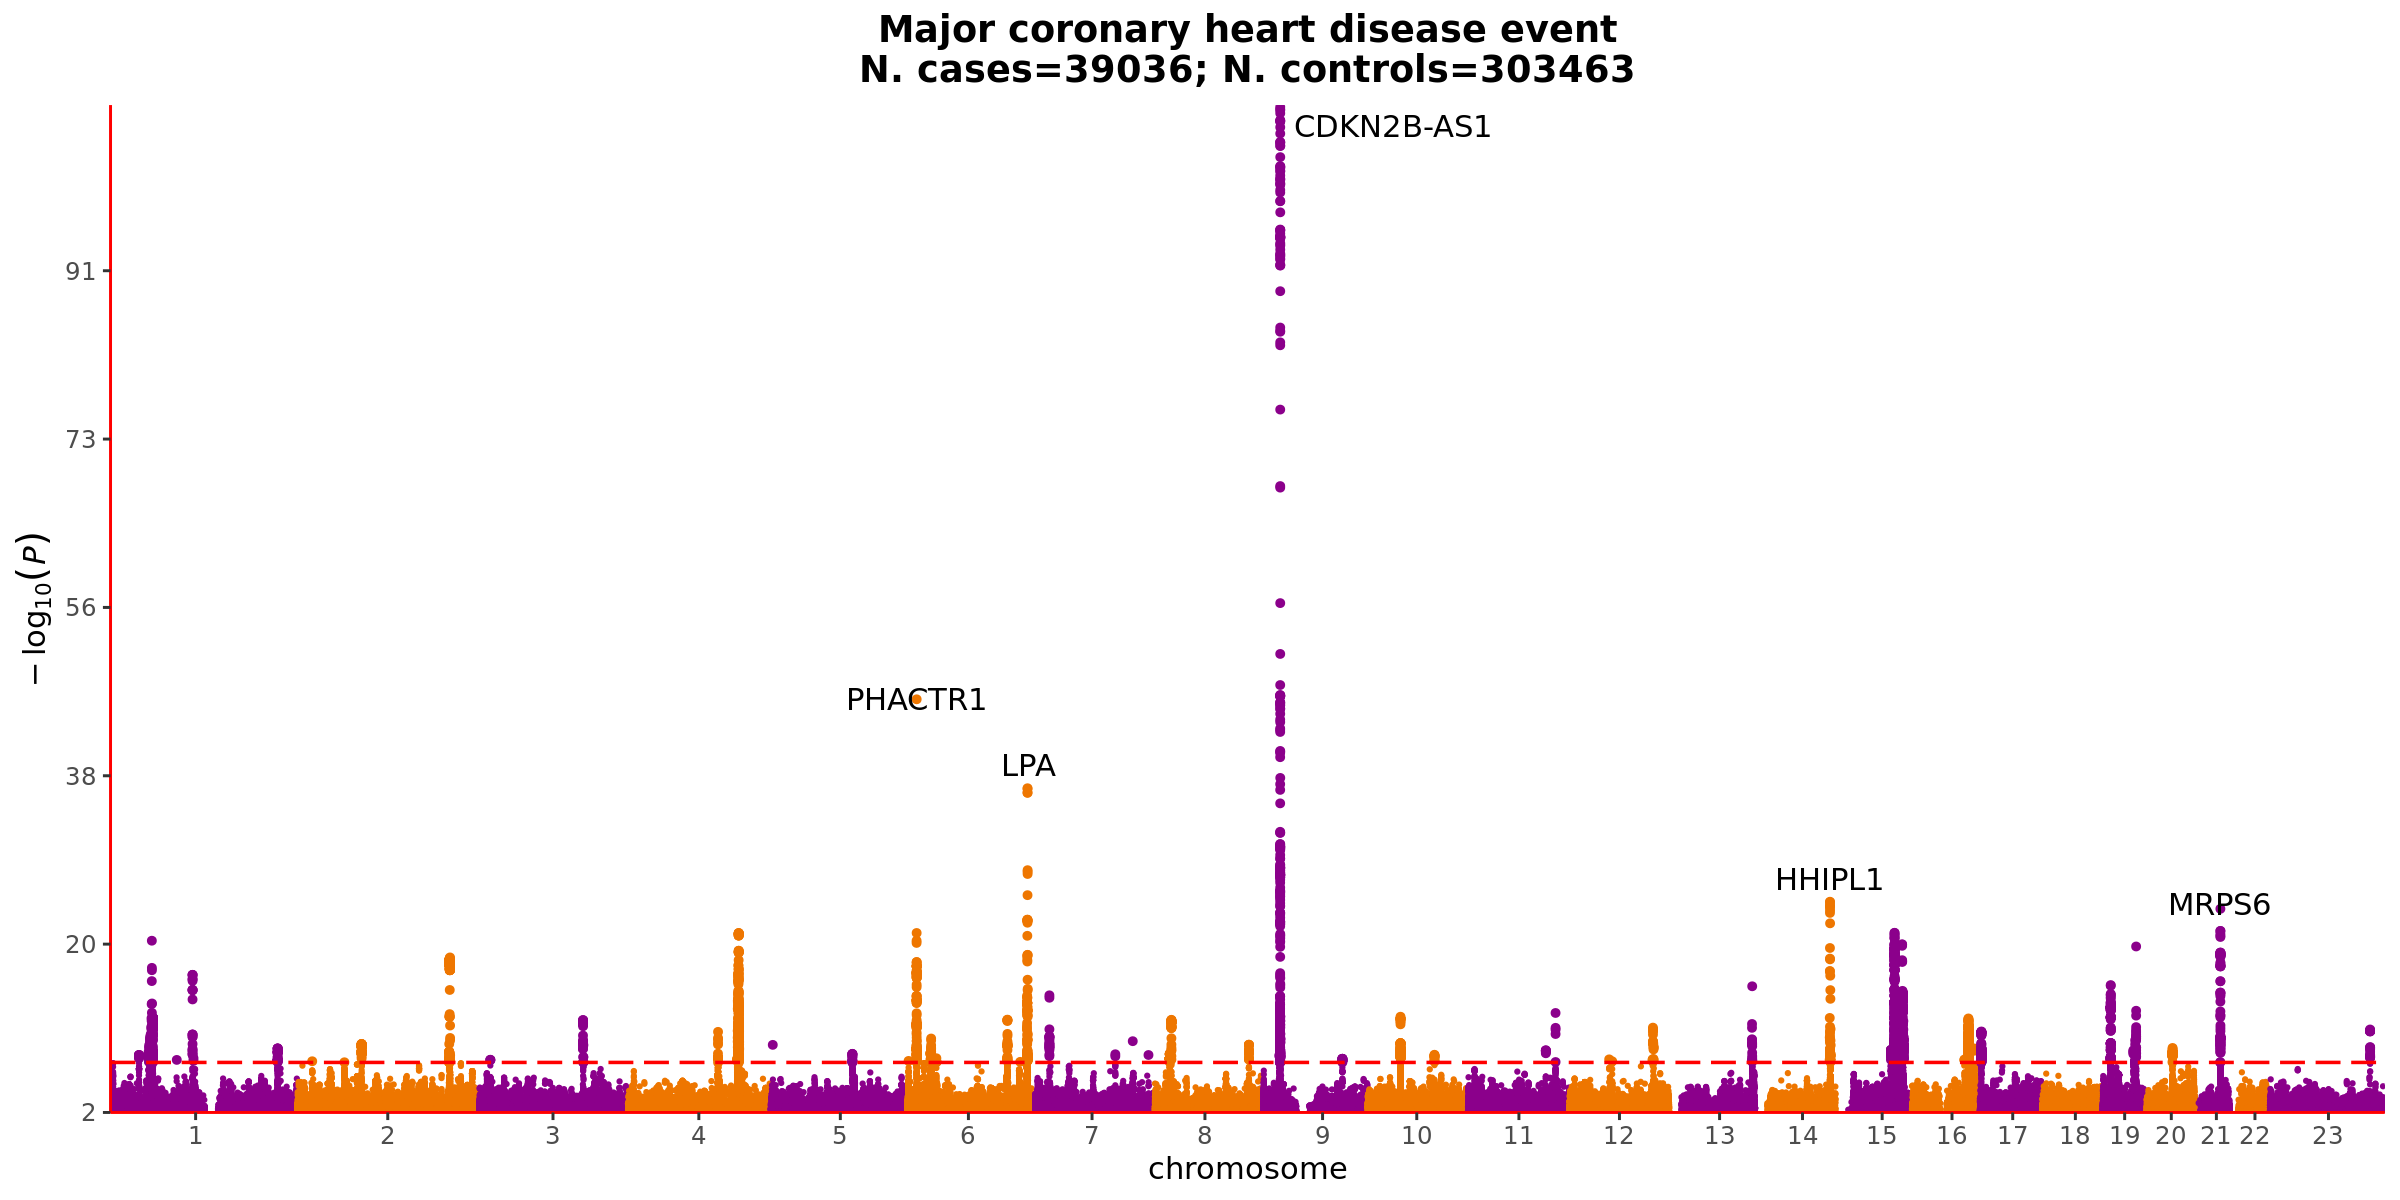 Major coronary heart disease event
N. cases=39036; N. controls=303463
CDKN2B-AS1
91
73
−log10(P)
56
PHACTR1
LPA
38
HHIPL1
MRPS6
20
2
1 2 3 4 5 6 7 8 9 10 11 12 13 14 15 16 17 18 19 20 21 22 23
chromosome